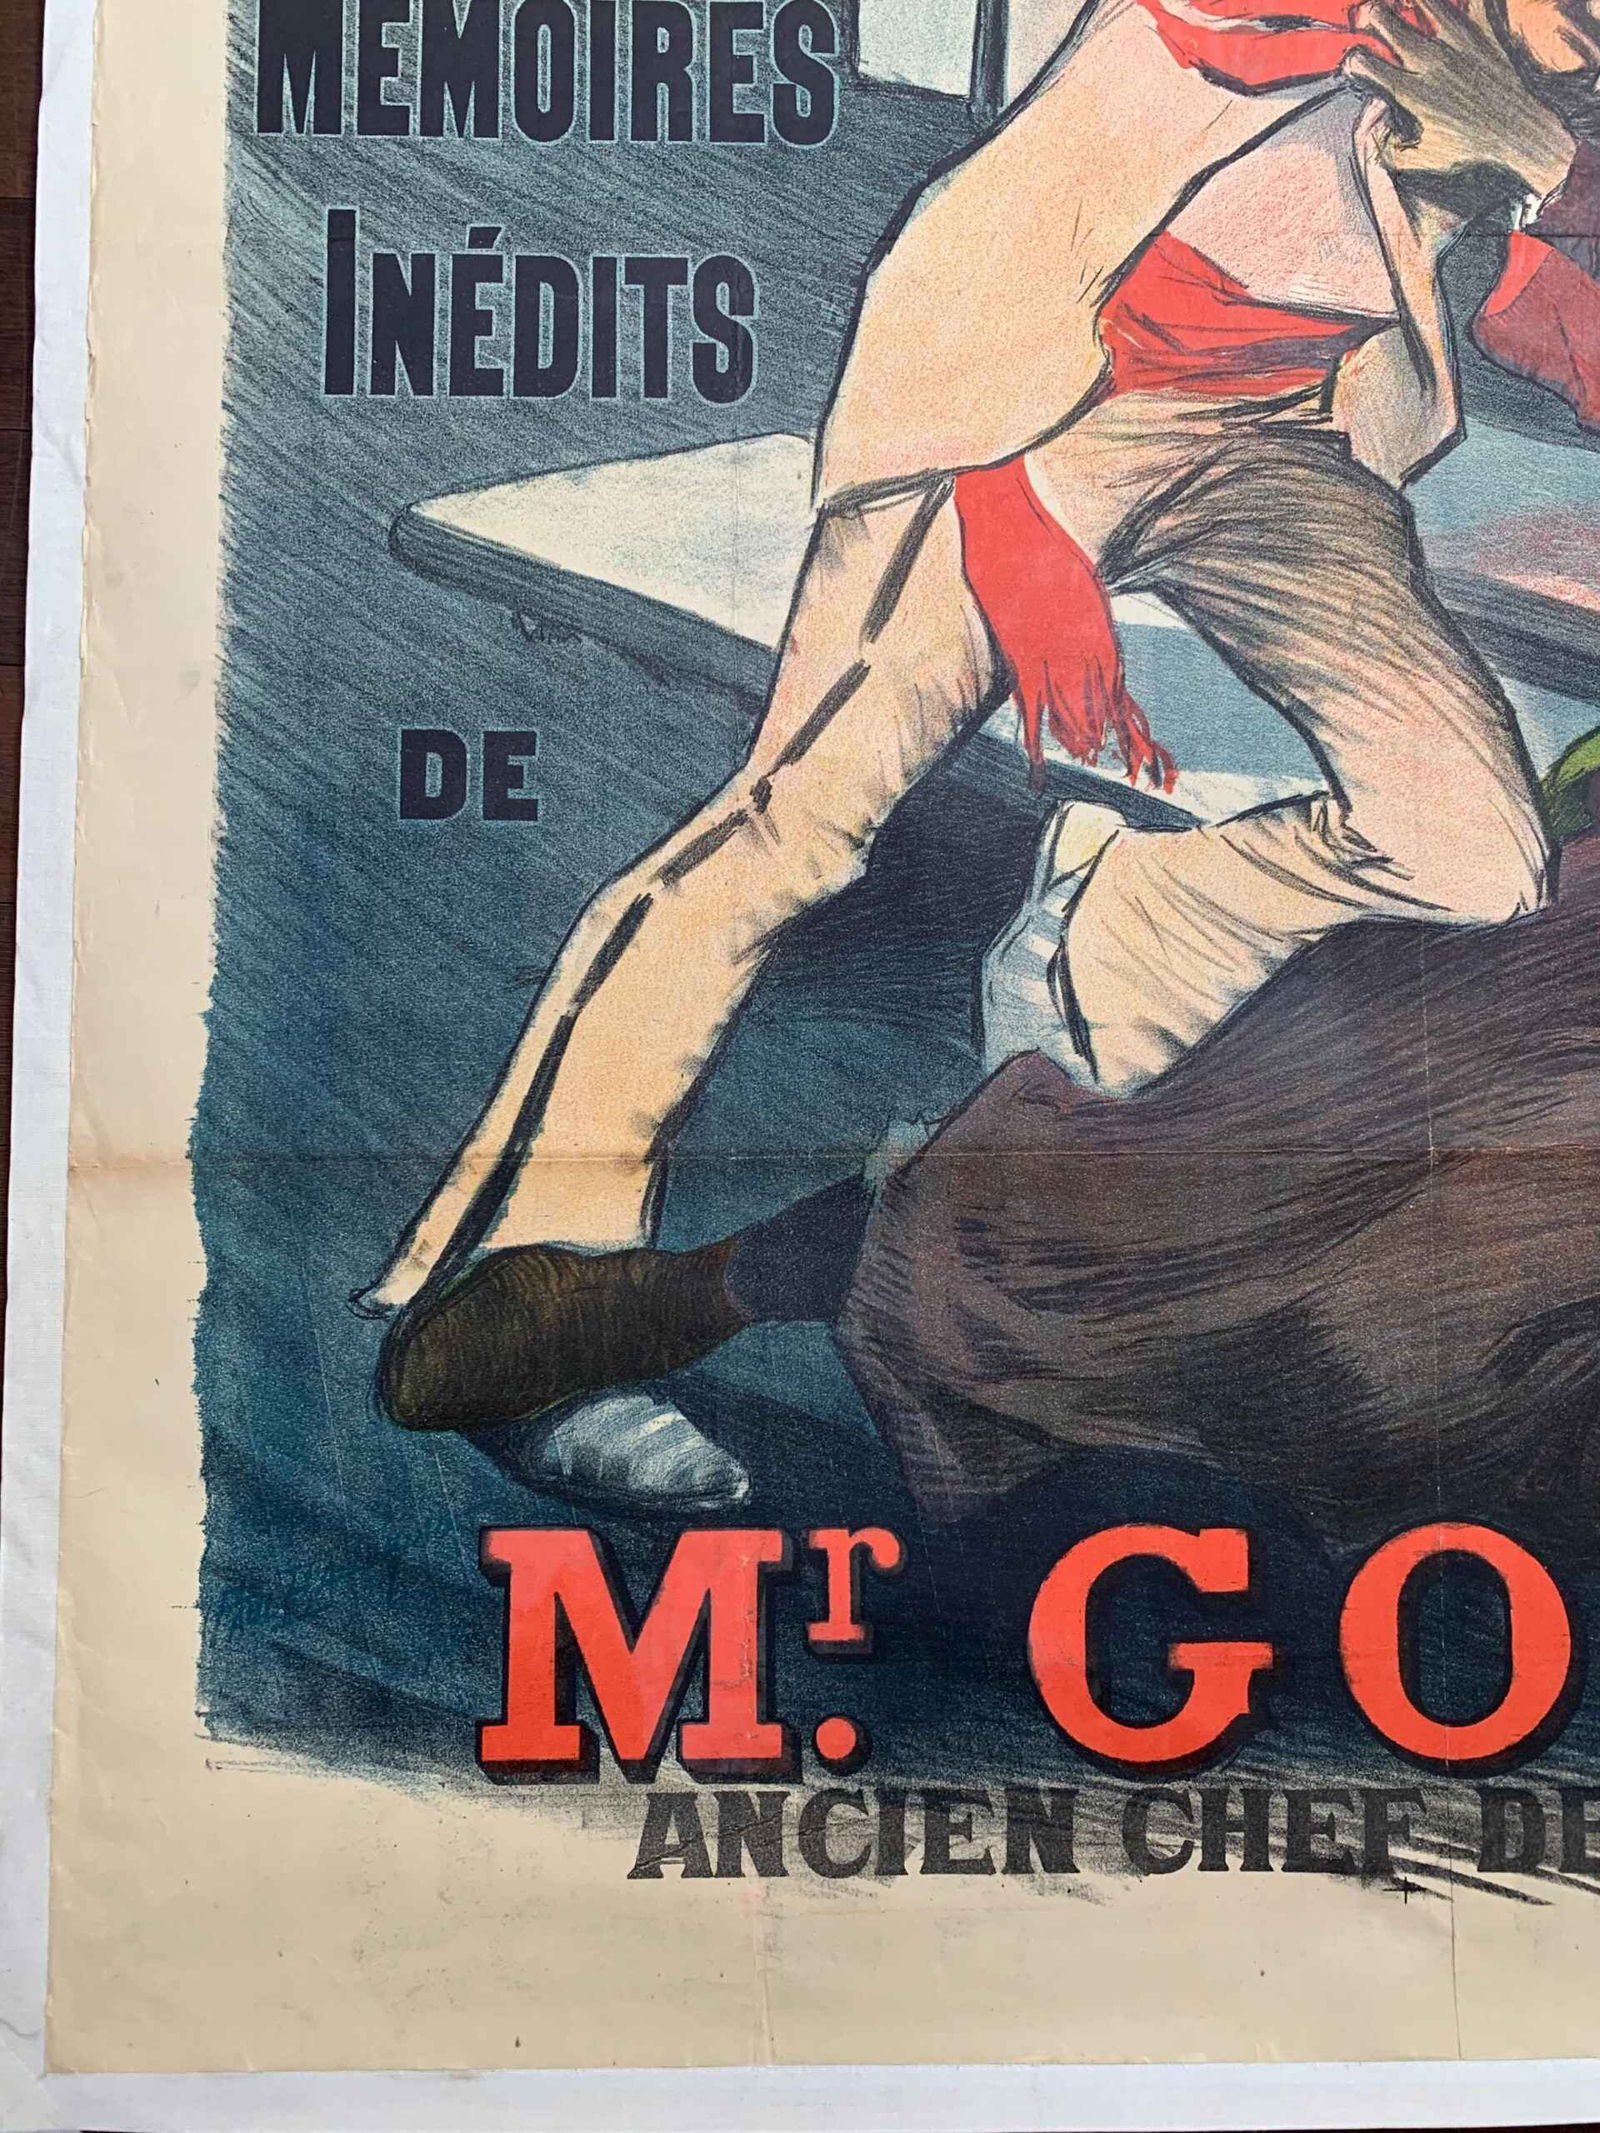 MÉMOIRES
INÉDITS
DE
Mr. GO
ANCIEN CHEF DE